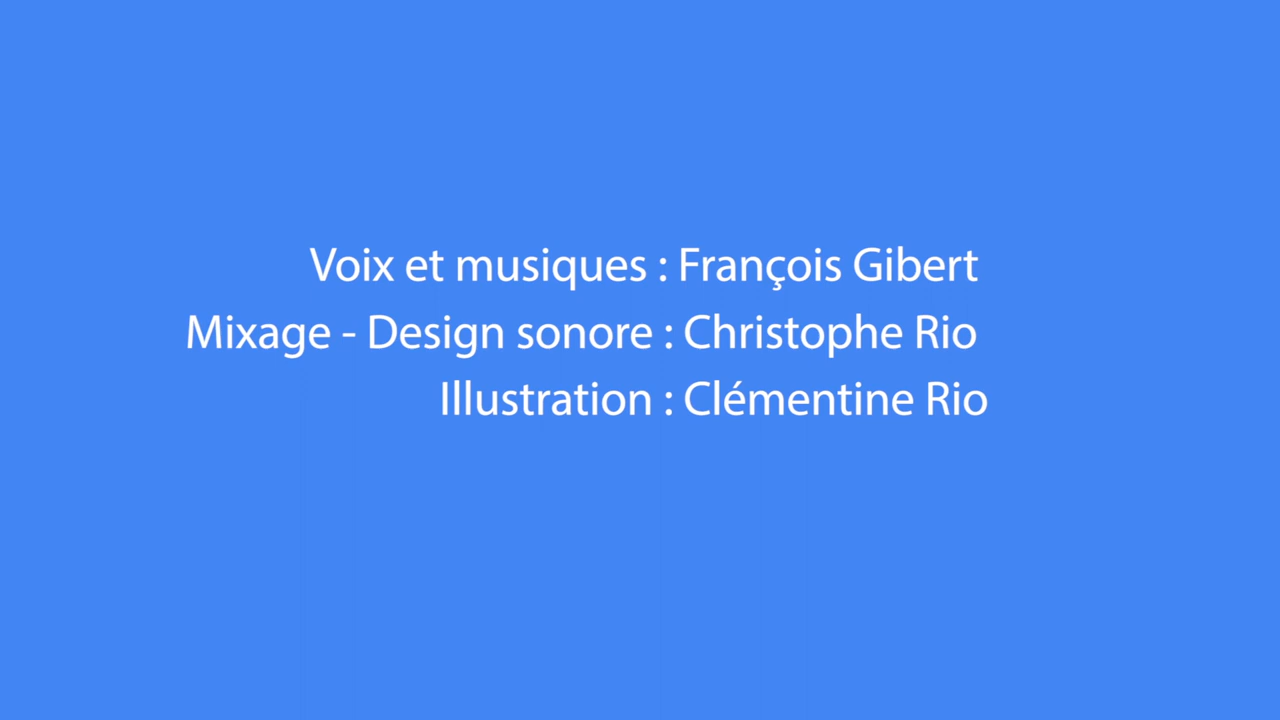 Voix et musiques : François Gibert
Mixage - Design sonore : Christophe Rio
Illustration : Clémentine Rio